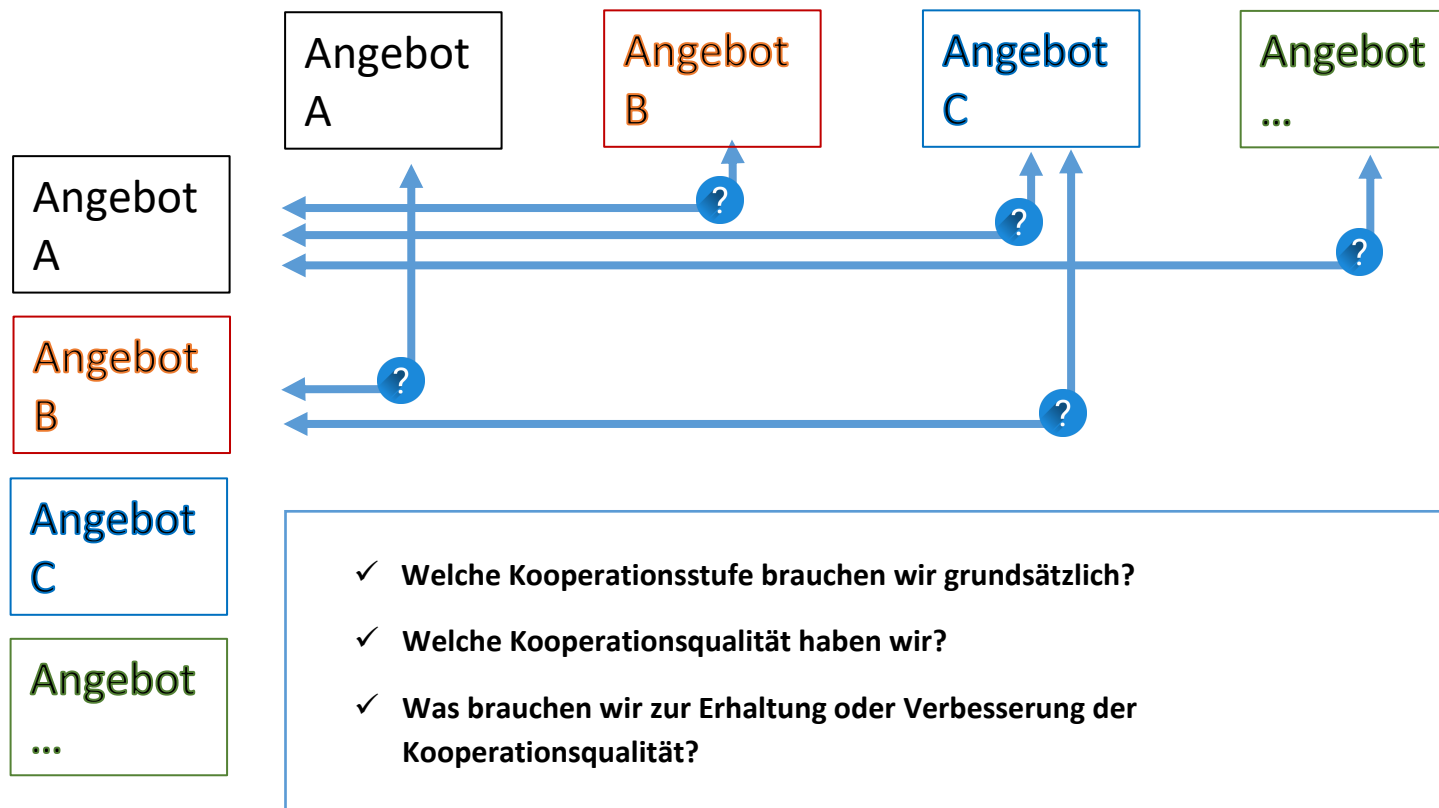 Angebot
A
Angebot
B
Angebot
C
Angebot
...
Angebot
A
?
?
?
Angebot
B
?
?
Angebot
C
Angebot
...
✓ Welche Kooperationsstufe brauchen wir grundsätzlich?
✓ Welche Kooperationsqualität haben wir?
✓ Was brauchen wir zur Erhaltung oder Verbesserung der
Kooperationsqualität?